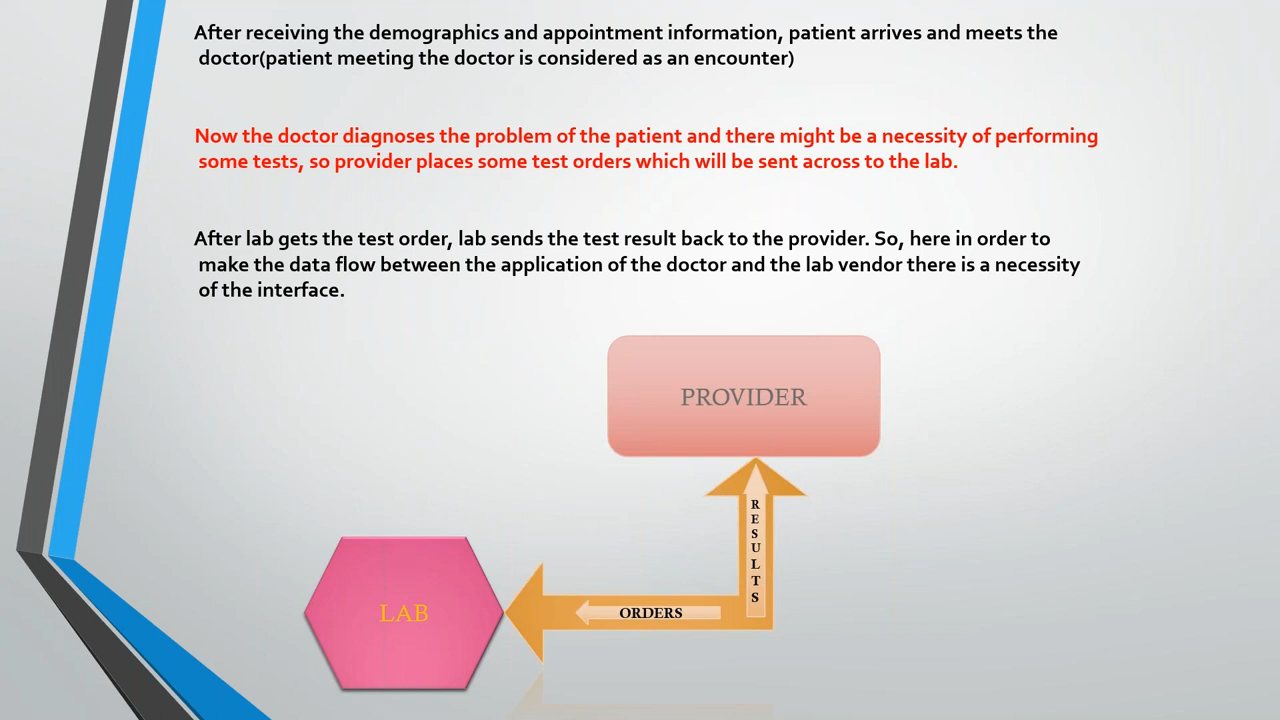 After receiving the demographics and appointment information, patient arrives and meets the
doctor(patient meeting the doctor is considered as an encounter)
Now the doctor diagnoses the problem of the patient and there might be a necessity of performing
some tests, so provider places some test orders which will be sent across to the lab.
After lab gets the test order, lab sends the test result back to the provider. So, here in order to
make the data flow between the application of the doctor and the lab vendor there is a necessity
of the interface.
PROVIDER
RESULTS
LAB
ORDERS